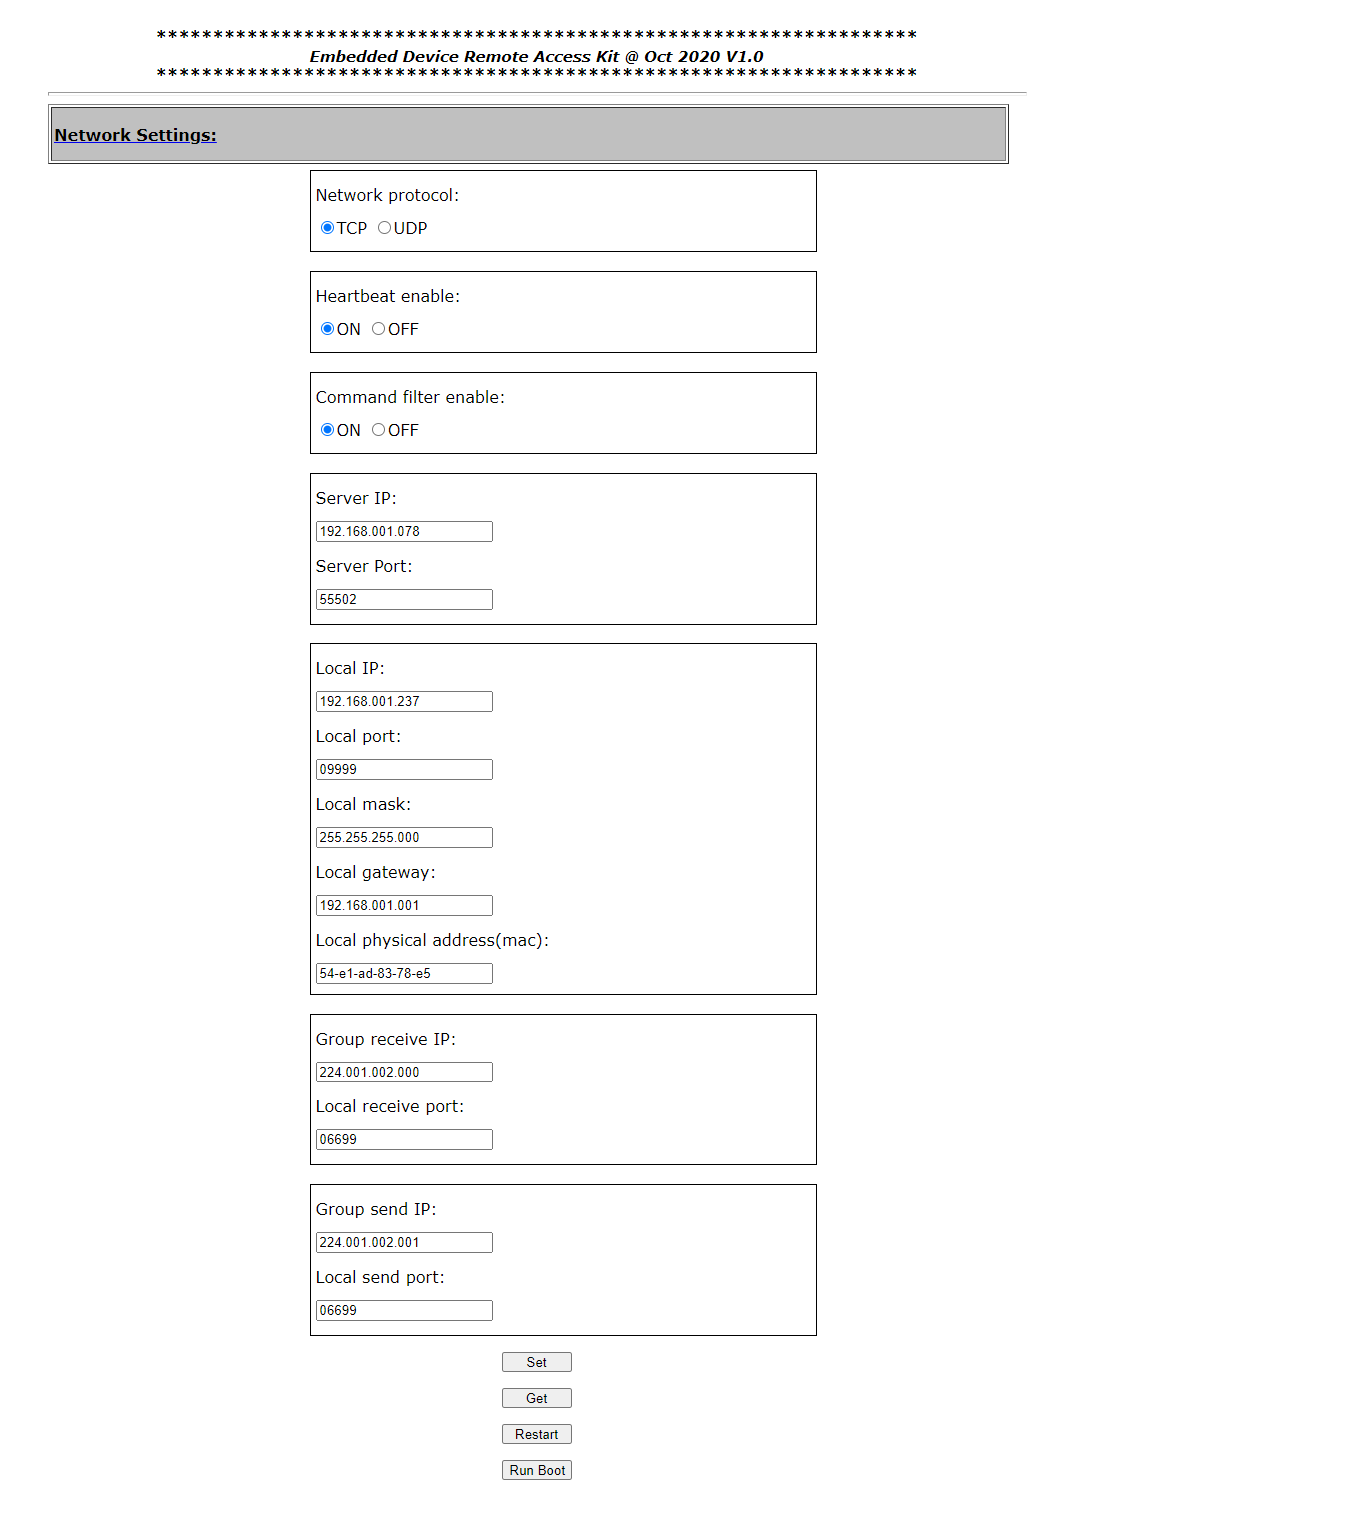 *******************************************************************
Embedded Device Remote Access Kit @ Oct 2020 V1.0
*******************************************************************
Network Settings:
Network protocol:
TCP UDP
Heartbeat enable:
ON OFF
Command filter enable:
ON OFF
Server IP:
192.168.001.078
Server Port:
55502
Local IP:
192.168.001.237
Local port:
09999
Local mask:
255.255.255.000
Local gateway:
192.168.001.001
Local physical address(mac):
54-e1-ad-83-78-e5
Group receive IP:
224.001.002.000
Local receive port:
06699
Group send IP:
224.001.002.001
Local send port:
06699
Set
Get
Restart
Run Boot